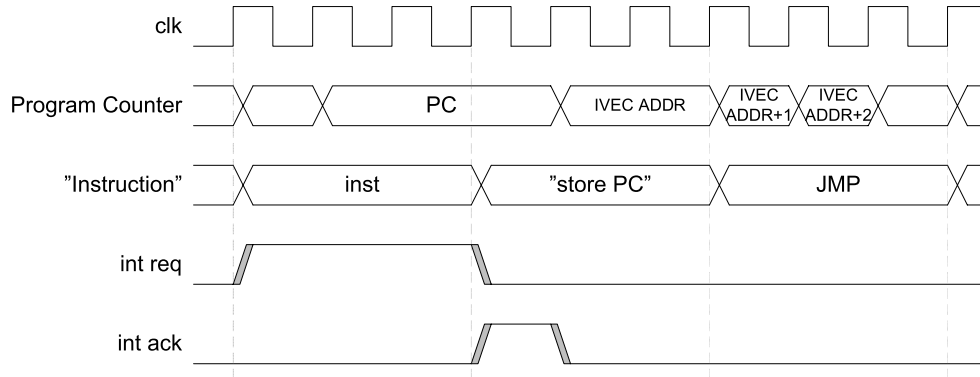 clk
Program Counter
PC
IVEC ADDR
IVEC
ADDR+1
IVEC
ADDR+2
”Instruction”
inst
”store PC”
JMP
int req
int ack